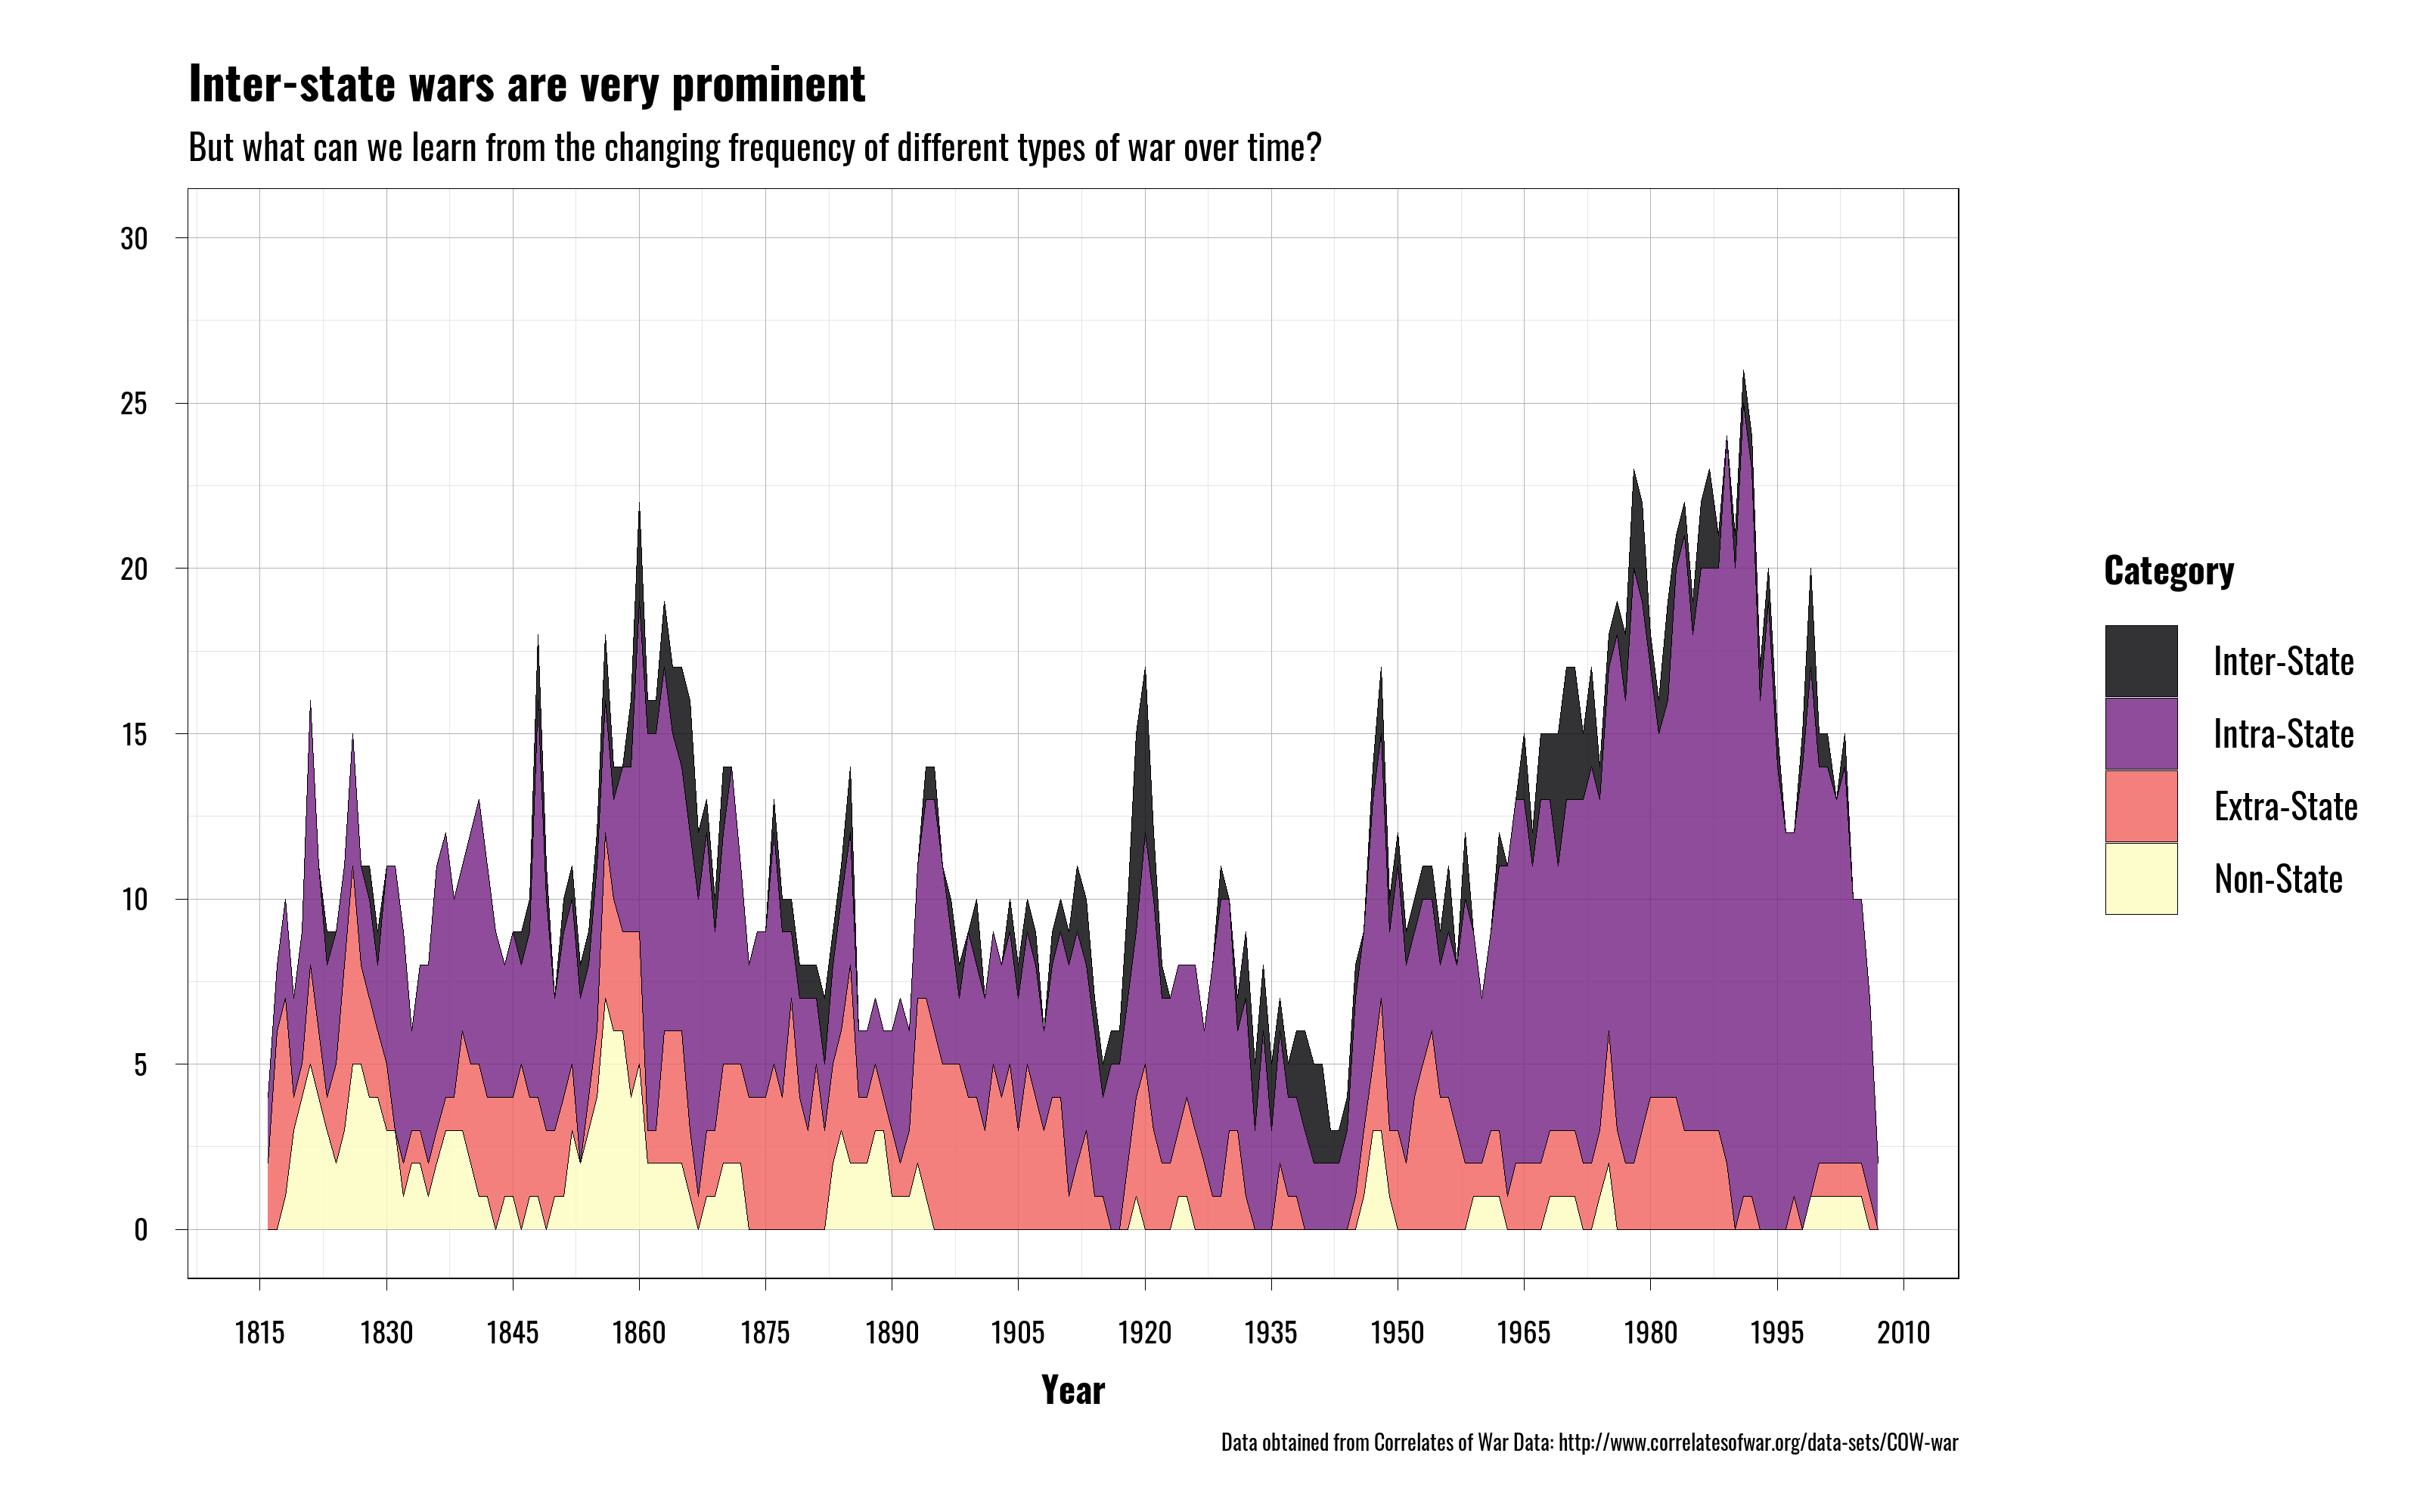 Inter-state wars are very prominent
But what can we learn from the changing frequency of different types of war over time?
30
25
20
15
10
5
0
1815 1830 1845 1860 1875 1890 1905 1920 1935 1950 1965 1980 1995 2010
Year
Category
Inter-State
Intra-State
Extra-State
Non-State
Data obtained from Correlates of War Data: http://www.correlatesofwar.org/data-sets/COW-war